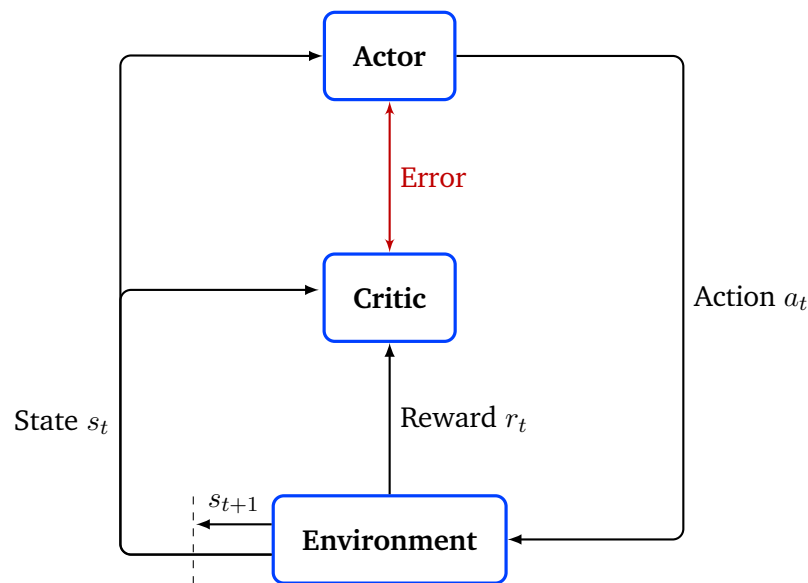 Actor
Error
Critic
Action a_t
State s_t
Reward r_t
s_{t+1}
Environment